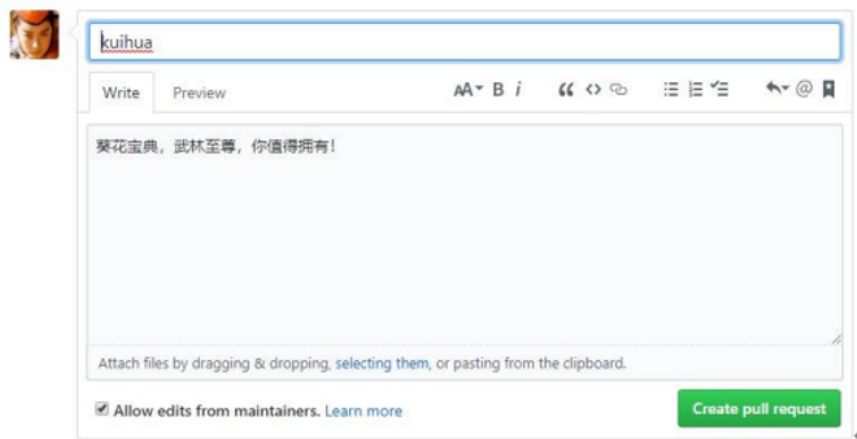 kuihua
Write Preview AA B i
葵花宝典，武林至尊，你值得拥有！
Attach files by dragging & dropping, selecting them, or pasting from the clipboard.
Allow edits from maintainers. Learn more
Create pull request